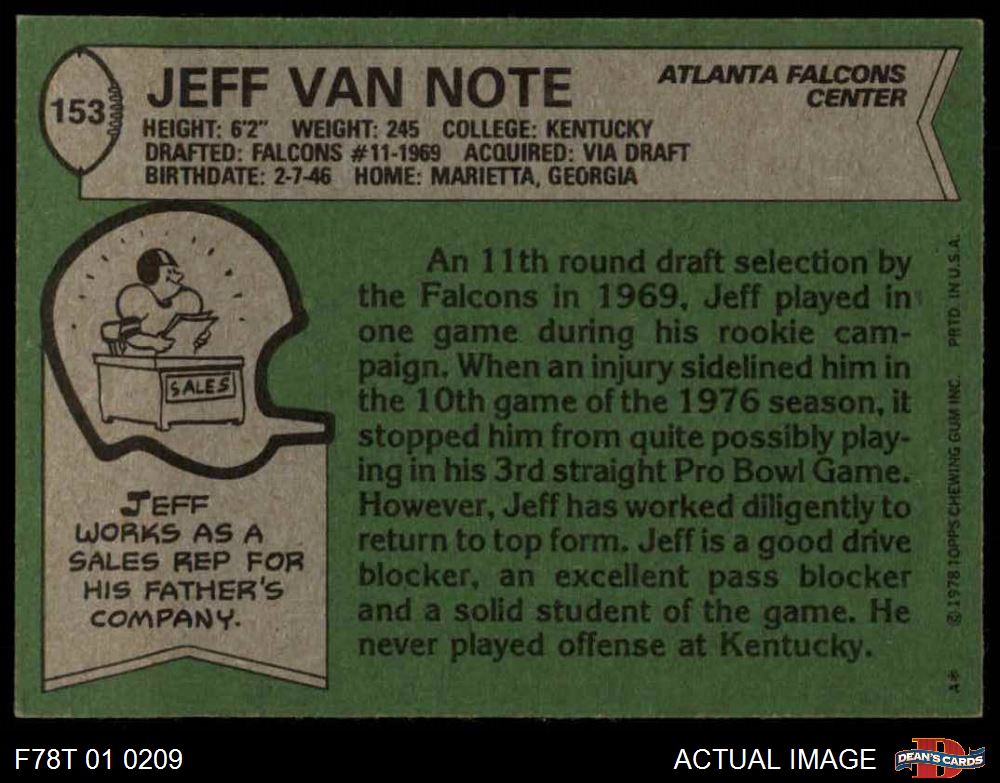 153
JEFF VAN NOTE
ATLANTA FALCONS
CENTER
HEIGHT: 6'2" WEIGHT: 245 COLLEGE: KENTUCKY
DRAFTED: FALCONS #11-1969 ACQUIRED: VIA DRAFT
BIRTHDATE: 2-7-46 HOME: MARIETTA, GEORGIA
SALES
JEFF
WORKS AS A
SALES REP FOR
HIS FATHER'S
COMPANY.
An 11th round draft selection by
the Falcons in 1969, Jeff played in
one game during his rookie cam-
paign. When an injury sidelined him in
the 10th game of the 1976 season, it
stopped him from quite possibly play-
ing in his 3rd straight Pro Bowl Game.
However, Jeff has worked diligently to
return to top form. Jeff is a good drive
blocker, an excellent pass blocker
and a solid student of the game. He
never played offense at Kentucky.
A* © 1978 TOPPS CHEWING GUM INC. PRTD. IN U.S.A.
F78T 01 0209
ACTUAL IMAGE
D
DEAN'S CARDS